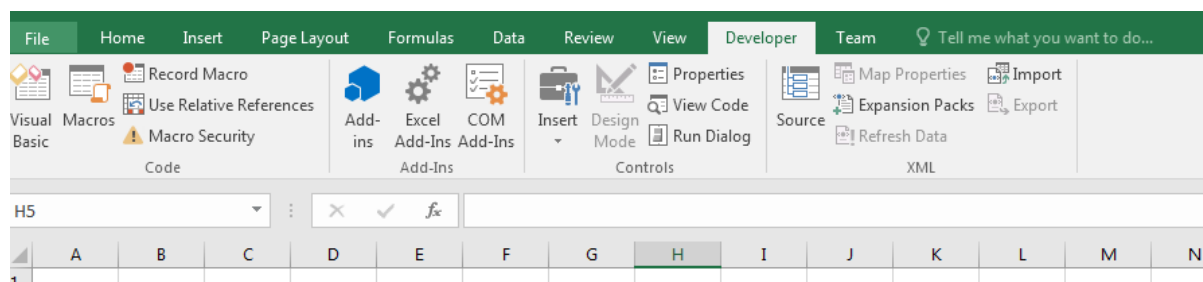 File Home Insert Page Layout Formulas Data Review View Developer Team Tell me what you want to do...
Visual Basic
Macros
Record Macro
Use Relative References
Macro Security
Code
Add-
ins
Excel
Add-Ins
COM
Add-Ins
Add-Ins
Insert
Design
Mode
Properties
View Code
Run Dialog
Controls
Source
Map Properties
Expansion Packs
Refresh Data
Import
Export
XML
H5 fx
A B C D E F G H I J K L M N
1